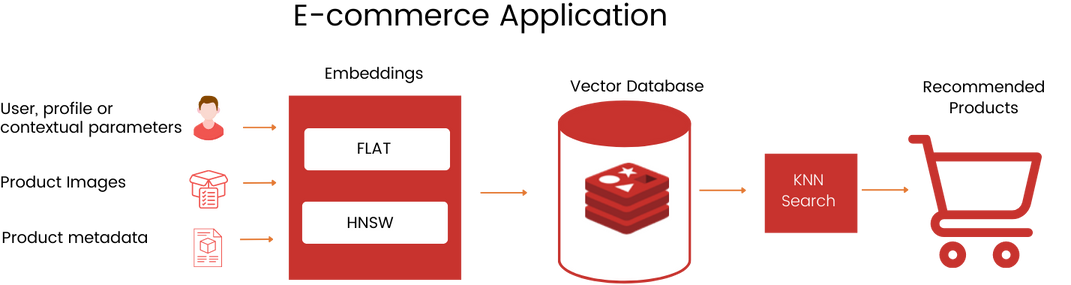 E-commerce Application
Embeddings
Vector Database
Recommended
Products
User, profile or
contextual parameters
FLAT
Product Images
KNN
Search
HNSW
Product metadata